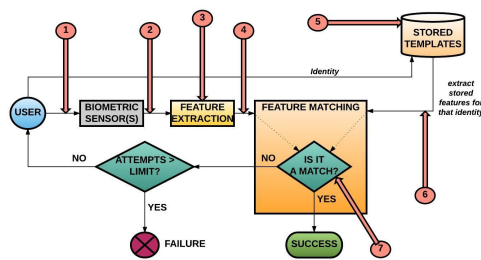 1
2
3
4
5
STORED
TEMPLATES
Identity
extract
stored
features for
that identity
USER
BIOMETRIC
SENSOR(S)
FEATURE
EXTRACTION
FEATURE MATCHING
NO
ATTEMPTS >
LIMIT?
NO
IS IT
A MATCH?
6
YES
YES
FAILURE
SUCCESS
7